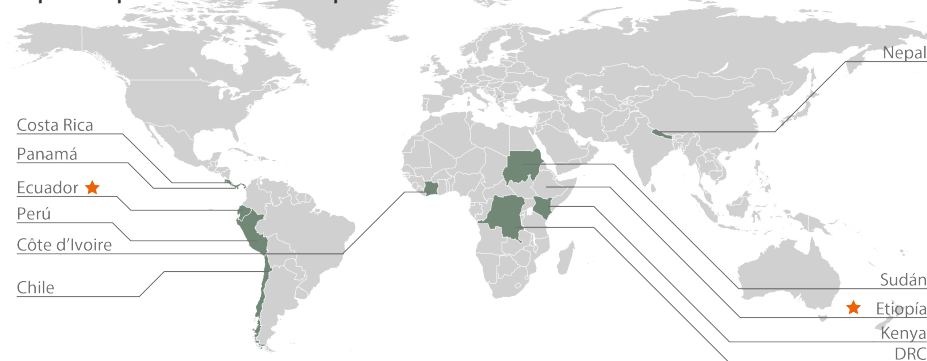 Nepal
Costa Rica
Panamá
Ecuador
Perú
Côte d'Ivoire
Chile
Sudán
Etiopía
Kenya
DRC